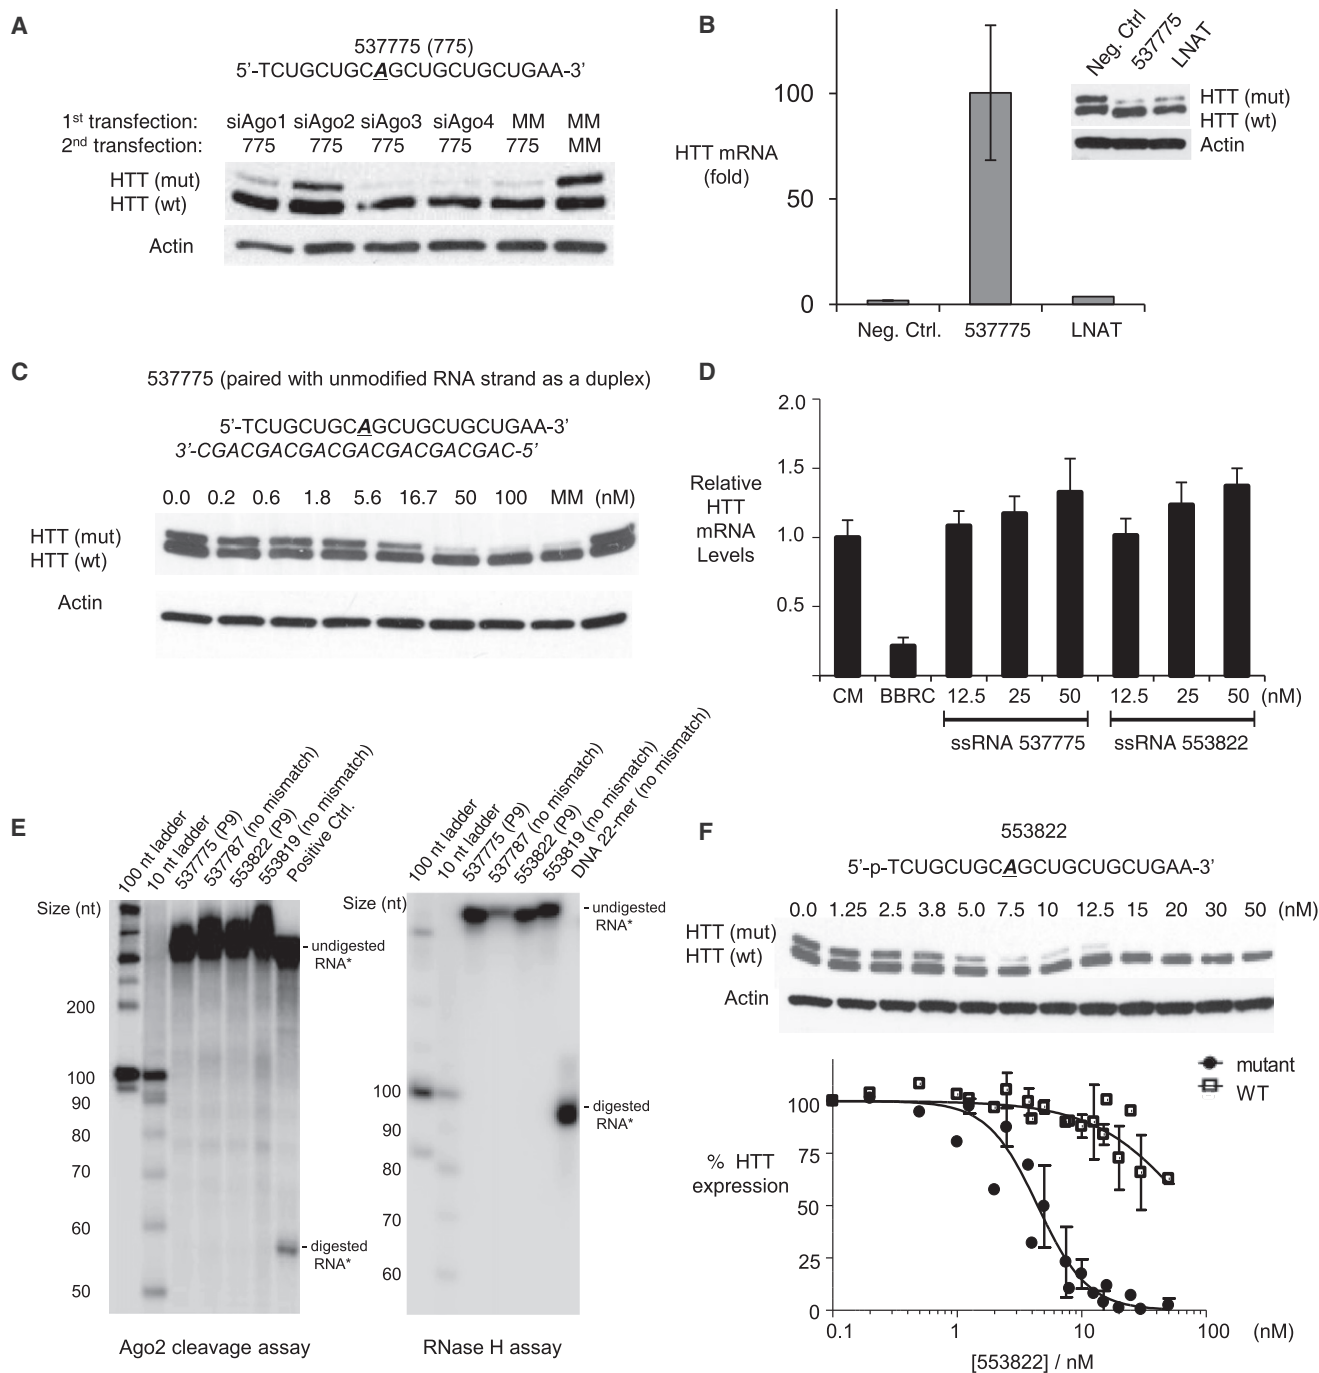 A
537775 (775)
5'-TCUGCUGCAGCUGCUGCUGAA-3'
1st transfection: siAgo1 siAgo2 siAgo3 siAgo4 MM MM
2nd transfection: 775 775 775 775 775 MM
HTT (mut)
HTT (wt)
Actin
B
HTT mRNA
(fold)
100
50
0
Neg. Ctrl. 537775 LNAT
Neg. Ctrl 537775 LNAT
HTT (mut)
HTT (wt)
Actin
C
537775 (paired with unmodified RNA strand as a duplex)
5'-TCUGCUGCAGCUGCUGCUGAA-3'
3'-CGACGACGACGACGACGACGAC-5'
0.0 0.2 0.6 1.8 5.6 16.7 50 100 MM (nM)
HTT (mut)
HTT (wt)
Actin
D
Relative
HTT
mRNA
Levels
2.0
1.5
1.0
0.5
CM BBRC 12.5 25 50 12.5 25 50 (nM)
ssRNA 537775 ssRNA 553822
E
100 nt ladder
10 nt ladder
537775 (P9)
537787 (no mismatch)
553822 (P9)
553819 (no mismatch)
Positive Ctrl.
Size (nt)
200
100
90
80
70
60
50
undigested
RNA*
digested
RNA*
Ago2 cleavage assay
100 nt ladder
10 nt ladder
537775 (P9)
537787 (no mismatch)
553822 (P9)
553819 (no mismatch)
DNA 22-mer (no mismatch)
Size (nt)
100
90
80
70
60
undigested
RNA*
digested
RNA*
RNase H assay
F
553822
5'-p-TCUGCUGCAGCUGCUGCUGAA-3'
0.0 1.25 2.5 3.8 5.0 7.5 10 12.5 15 20 30 50 (nM)
HTT (mut)
HTT (wt)
Actin
mutant
WT
% HTT
expression
100
75
50
25
0
0.1 1 10 100 (nM)
[553822] / nM